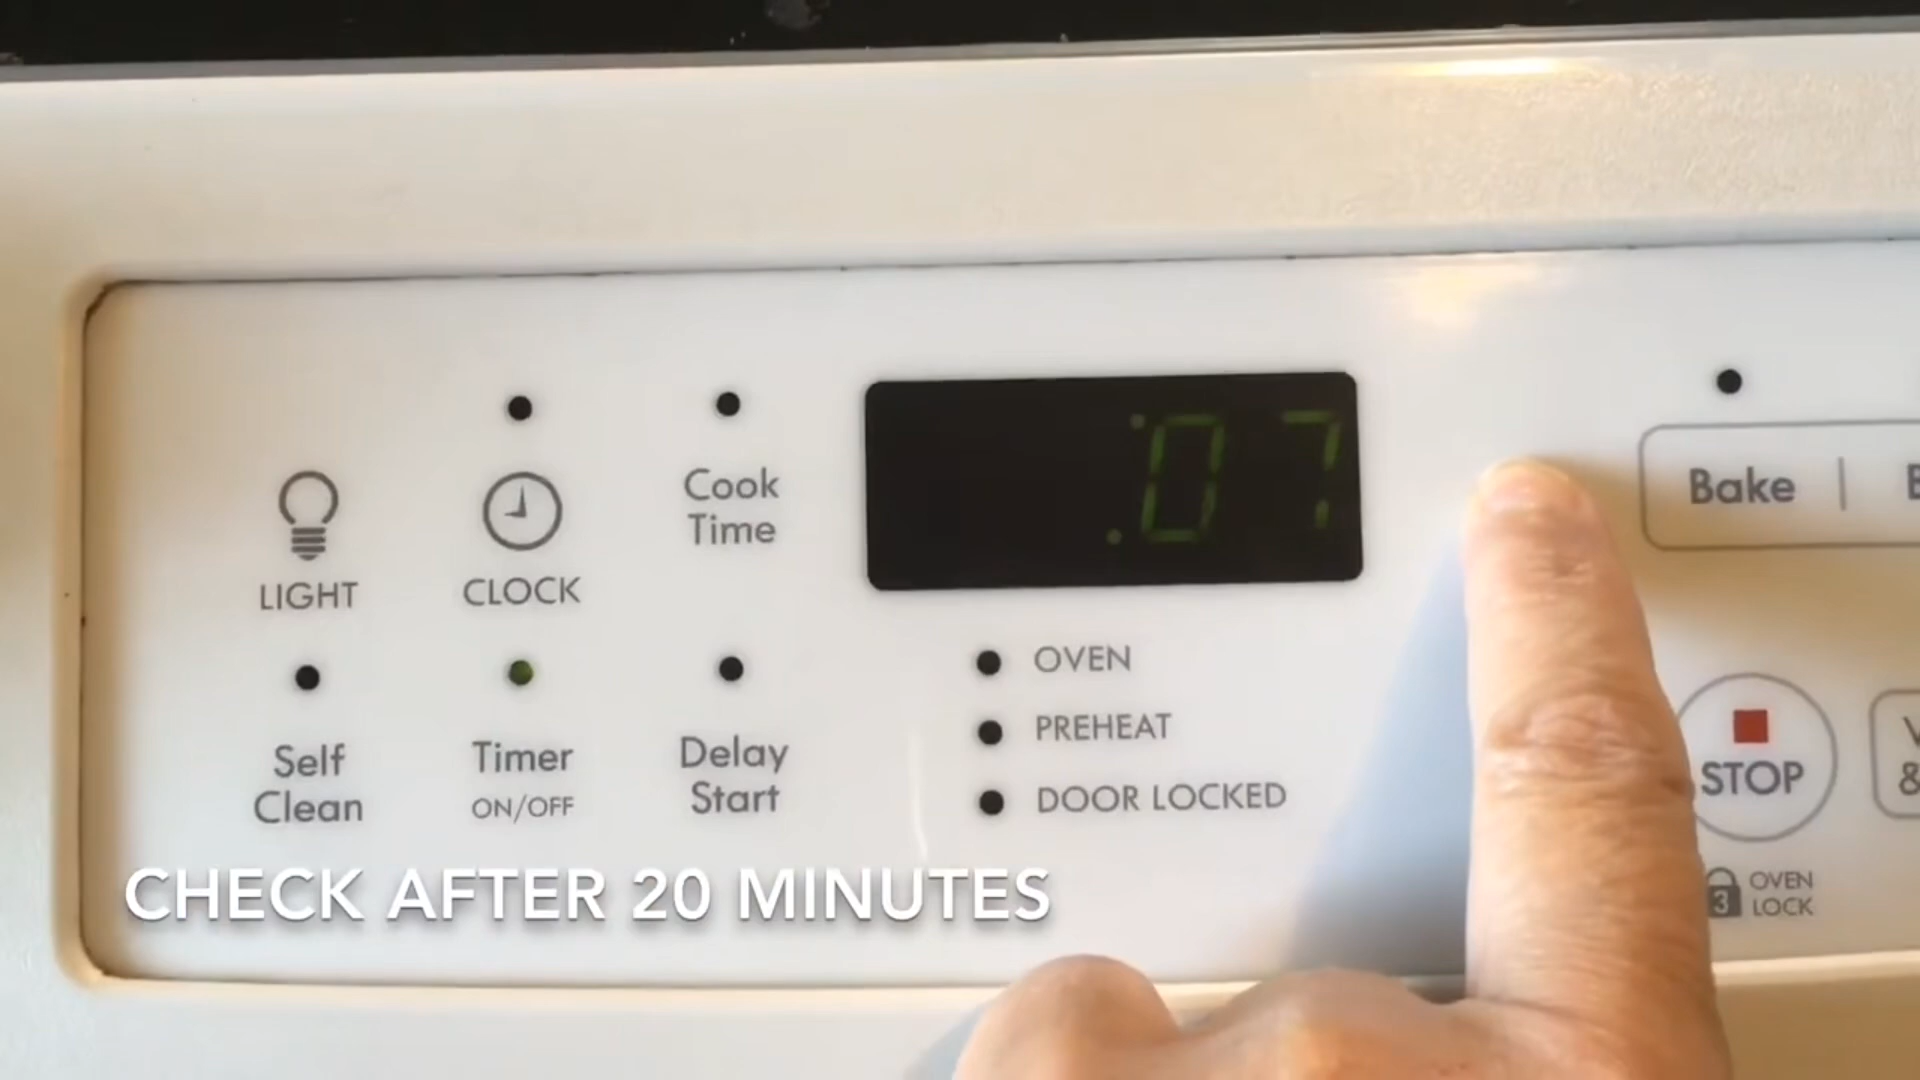 :07
Bake
Cook
Time
LIGHT
CLOCK
OVEN
PREHEAT
DOOR LOCKED
Self
Clean
Timer
ON/OFF
Delay
Start
STOP
&
3
OVEN
LOCK
CHECK AFTER 20 MINUTES